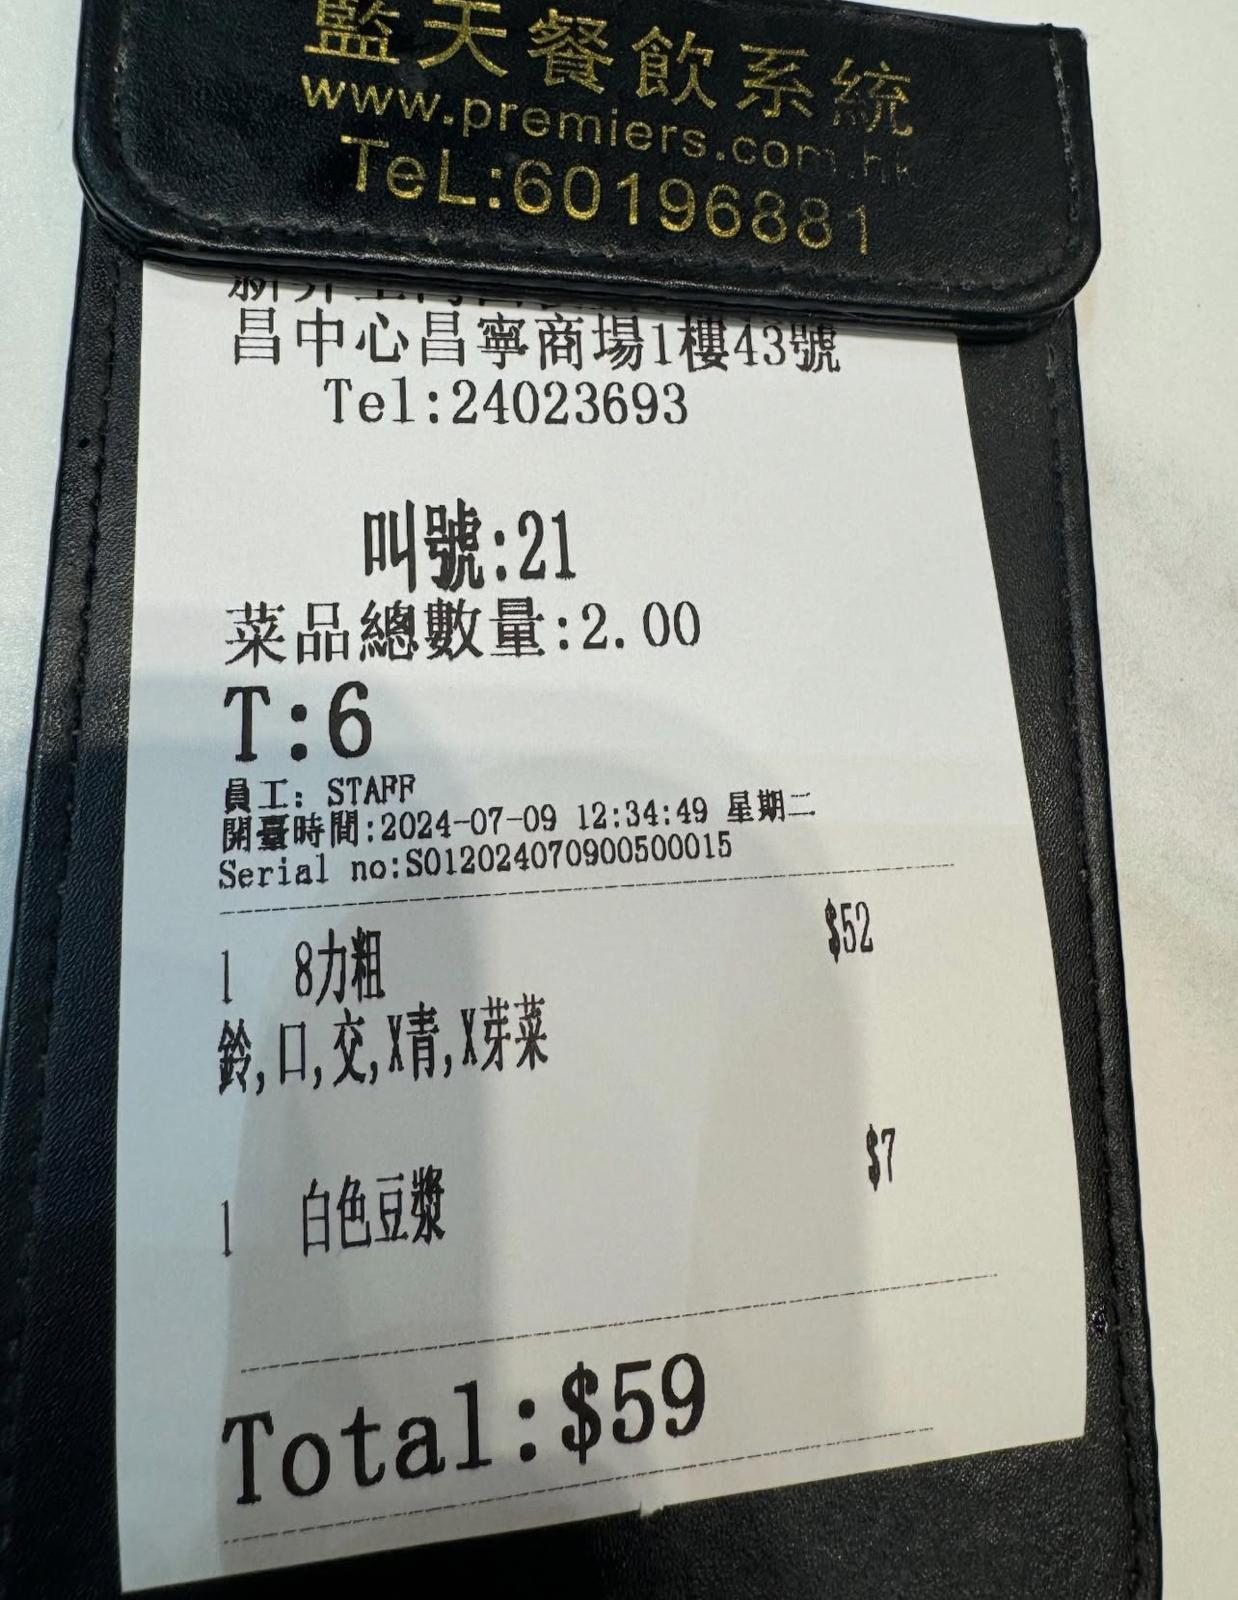 藍天餐飲系統
www.premiers.com.hk
TeL:60196881
昌中心昌寧商場1樓43號
Tel:24023693
叫號:21
菜品總數量:2.00
T:6
員工: STAFF
開臺時間:2024-07-09 12:34:49 星期二
Serial no:S012024070900500015
1 8力粗 $52
鈴,口,交,X青,X芽菜
1 白色豆漿 $7
Total:$59